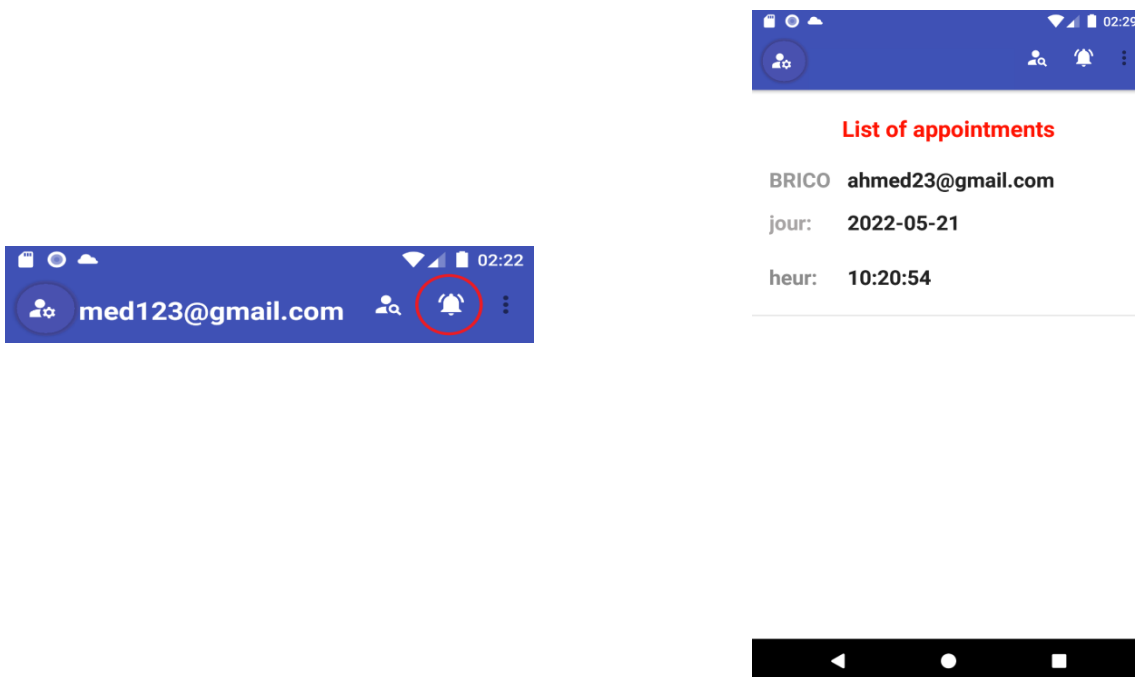 02:22
med123@gmail.com
02:29
List of appointments
BRICO ahmed23@gmail.com
jour: 2022-05-21
heur: 10:20:54